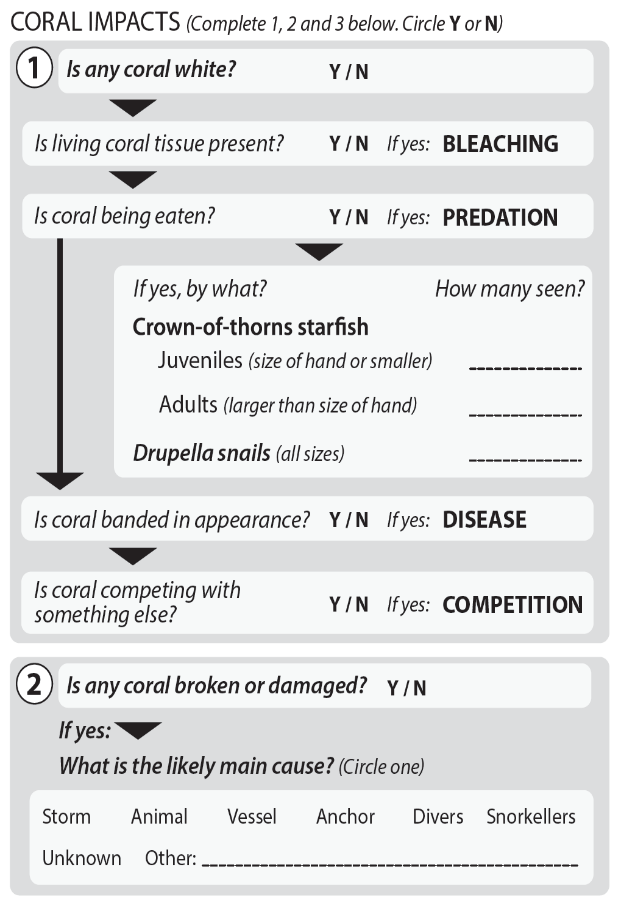 CORAL IMPACTS (Complete 1, 2 and 3 below. Circle Y or N)
1 Is any coral white? Y / N
Is living coral tissue present? Y / N If yes: BLEACHING
Is coral being eaten? Y / N If yes: PREDATION
If yes, by what? How many seen?
Crown-of-thorns starfish
Juveniles (size of hand or smaller)
Adults (larger than size of hand)
Drupella snails (all sizes)
Is coral banded in appearance? Y / N If yes: DISEASE
Is coral competing with
something else? Y / N If yes: COMPETITION
2 Is any coral broken or damaged? Y / N
If yes:
What is the likely main cause? (Circle one)
Storm Animal Vessel Anchor Divers Snorkellers
Unknown Other: